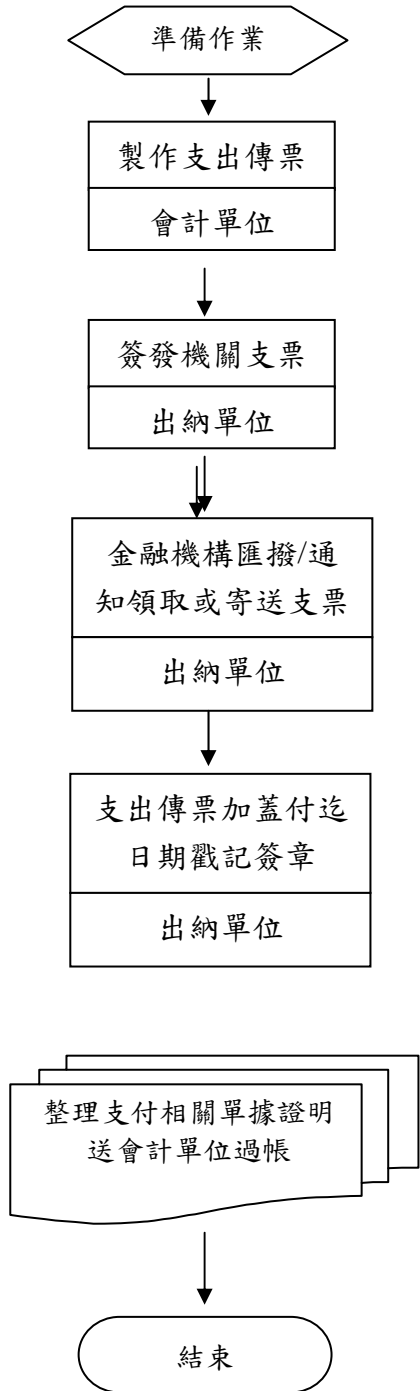 準備作業
製作支出傳票
會計單位
簽發機關支票
出納單位
金融機構匯撥/通
知領取或寄送支票
出納單位
支出傳票加蓋付迄
日期戳記簽章
出納單位
整理支付相關單據證明
送會計單位過帳
結束